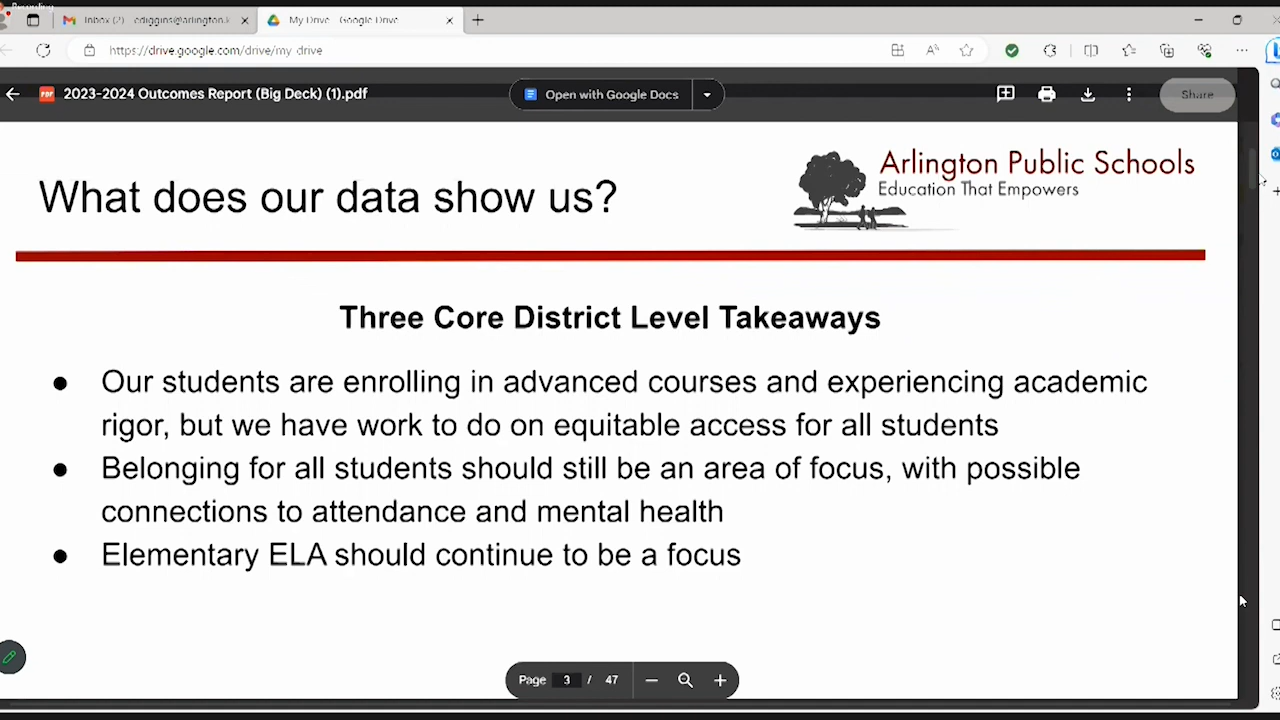 Recording
Inbox (2) cdiggins@arlington.k
My Drive Google Drive
https://drive.google.com/drive/my drive
2023-2024 Outcomes Report (Big Deck) (1).pdf
Open with Google Docs
Share
What does our data show us?
Arlington Public Schools
Education That Empowers
Three Core District Level Takeaways
● Our students are enrolling in advanced courses and experiencing academic
rigor, but we have work to do on equitable access for all students
● Belonging for all students should still be an area of focus, with possible
connections to attendance and mental health
● Elementary ELA should continue to be a focus
Page 3 / 47